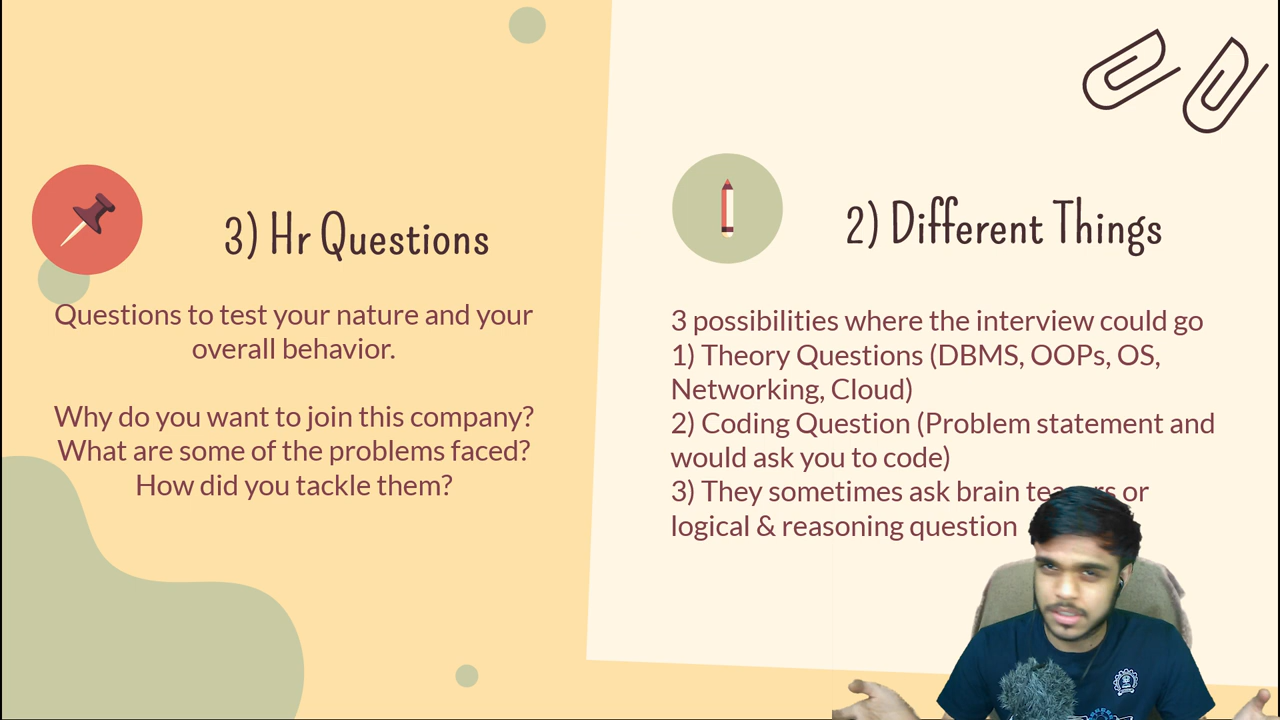 3) Hr Questions
Questions to test your nature and your
overall behavior.
Why do you want to join this company?
What are some of the problems faced?
How did you tackle them?
2) Different Things
3 possibilities where the interview could go
1) Theory Questions (DBMS, OOPs, OS,
Networking, Cloud)
2) Coding Question (Problem statement and
would ask you to code)
3) They sometimes ask brain teasers or
logical & reasoning question